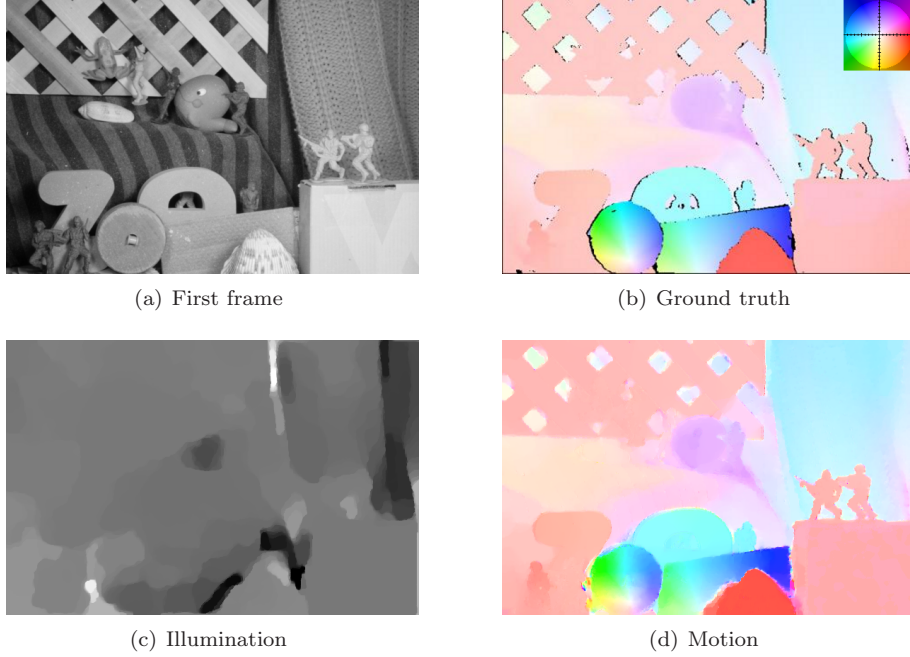 (a) First frame
(b) Ground truth
(c) Illumination
(d) Motion